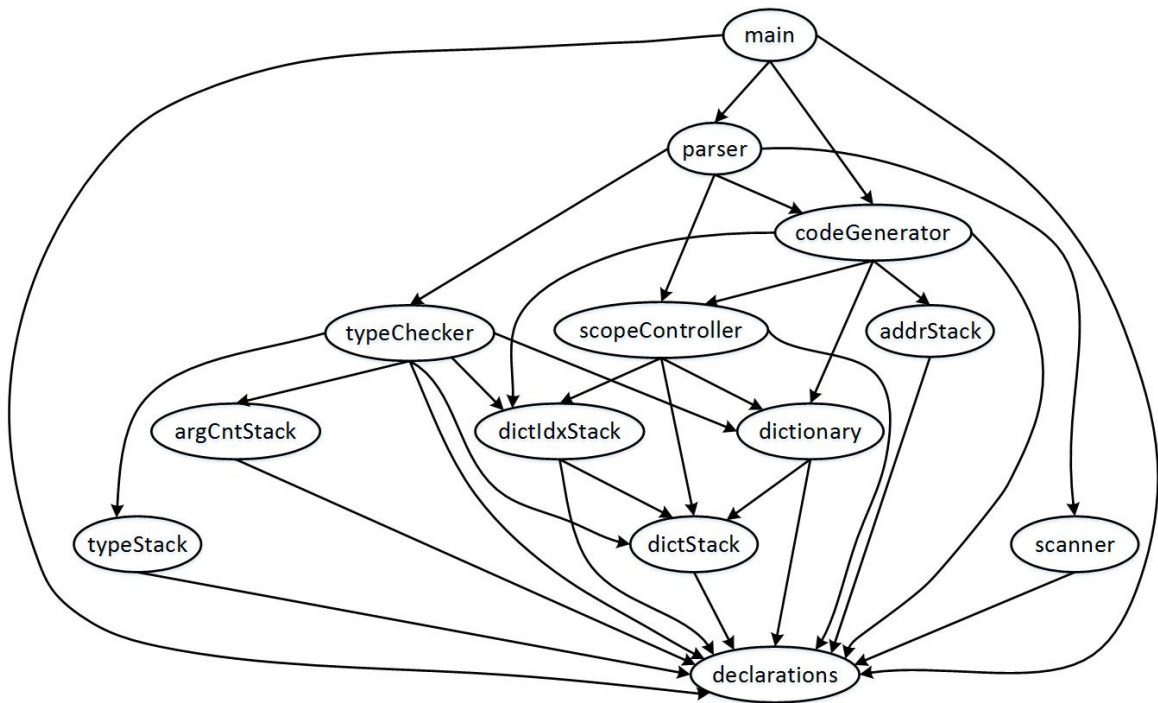 main
parser
codeGenerator
typeChecker
scopeController
addrStack
argCntStack
dictIdxStack
dictionary
typeStack
dictStack
scanner
declarations